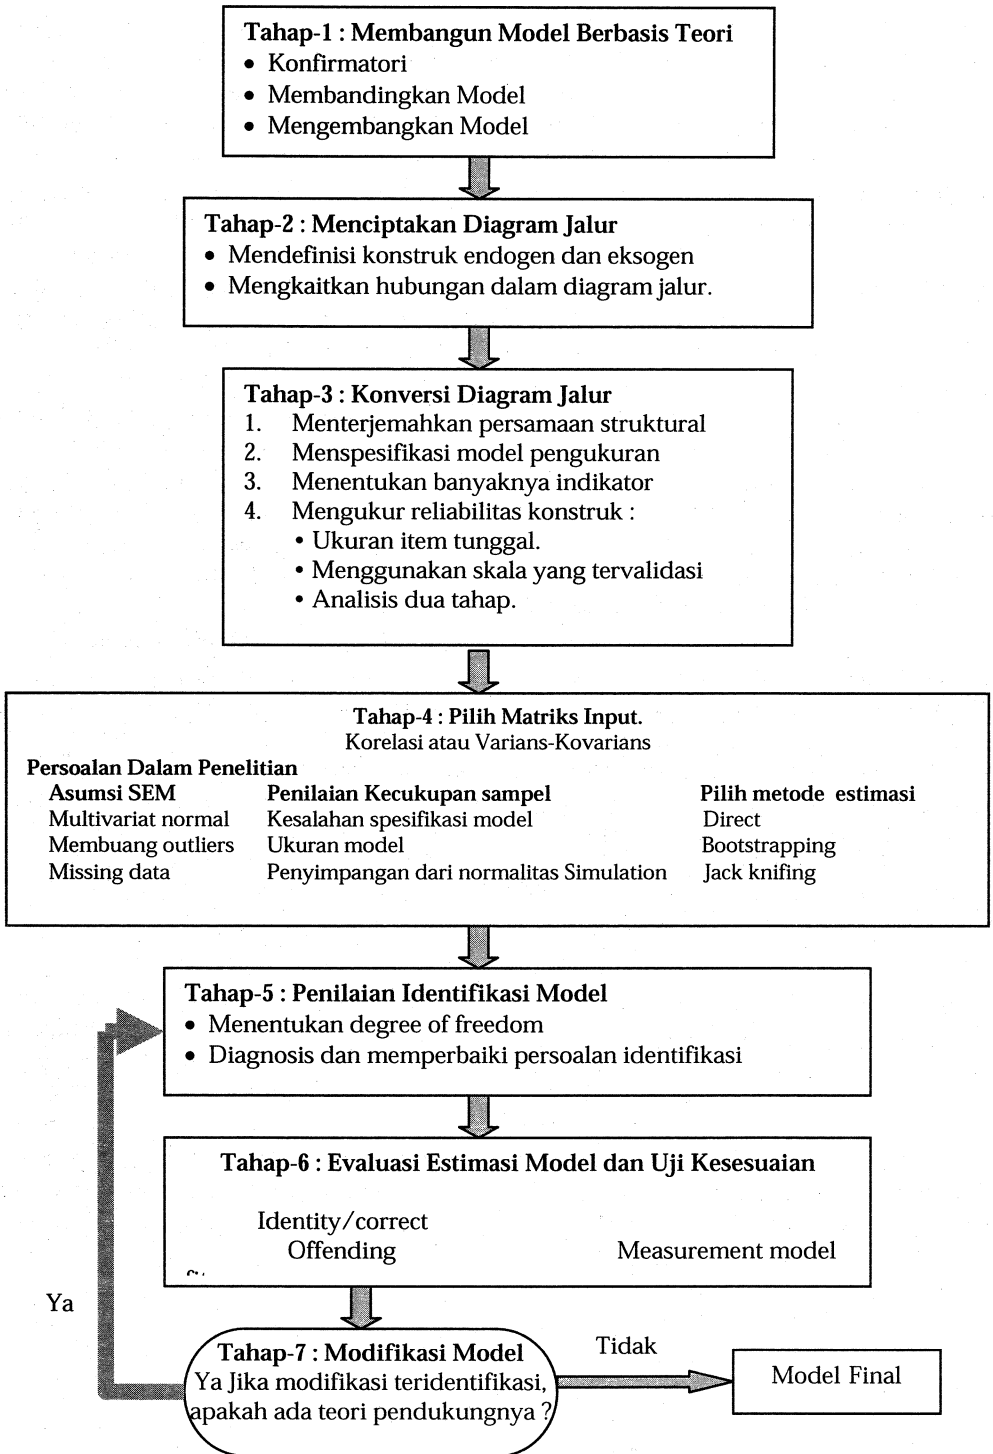 Tahap-1 : Membangun Model Berbasis Teori
• Konfirmatori
• Membandingkan Model
• Mengembangkan Model
Tahap-2 : Menciptakan Diagram Jalur
• Mendefinisi konstruk endogen dan eksogen
• Mengkaitkan hubungan dalam diagram jalur.
Tahap-3 : Konversi Diagram Jalur
1. Menterjemahkan persamaan struktural
2. Menspesifikasi model pengukuran
3. Menentukan banyaknya indikator
4. Mengukur reliabilitas konstruk :
• Ukuran item tunggal.
• Menggunakan skala yang tervalidasi
• Analisis dua tahap.
Tahap-4 : Pilih Matriks Input.
Korelasi atau Varians-Kovarians
Persoalan Dalam Penelitian
Asumsi SEM Penilaian Kecukupan sampel Pilih metode estimasi
Multivariat normal Kesalahan spesifikasi model Direct
Membuang outliers Ukuran model Bootstrapping
Missing data Penyimpangan dari normalitas Simulation Jack knifing
Tahap-5 : Penilaian Identifikasi Model
• Menentukan degree of freedom
• Diagnosis dan memperbaiki persoalan identifikasi
Tahap-6 : Evaluasi Estimasi Model dan Uji Kesesuaian
Identity/correct
Offending Measurement model
Ya
Tahap-7 : Modifikasi Model
Ya Jika modifikasi teridentifikasi,
apakah ada teori pendukungnya ?
Tidak
Model Final